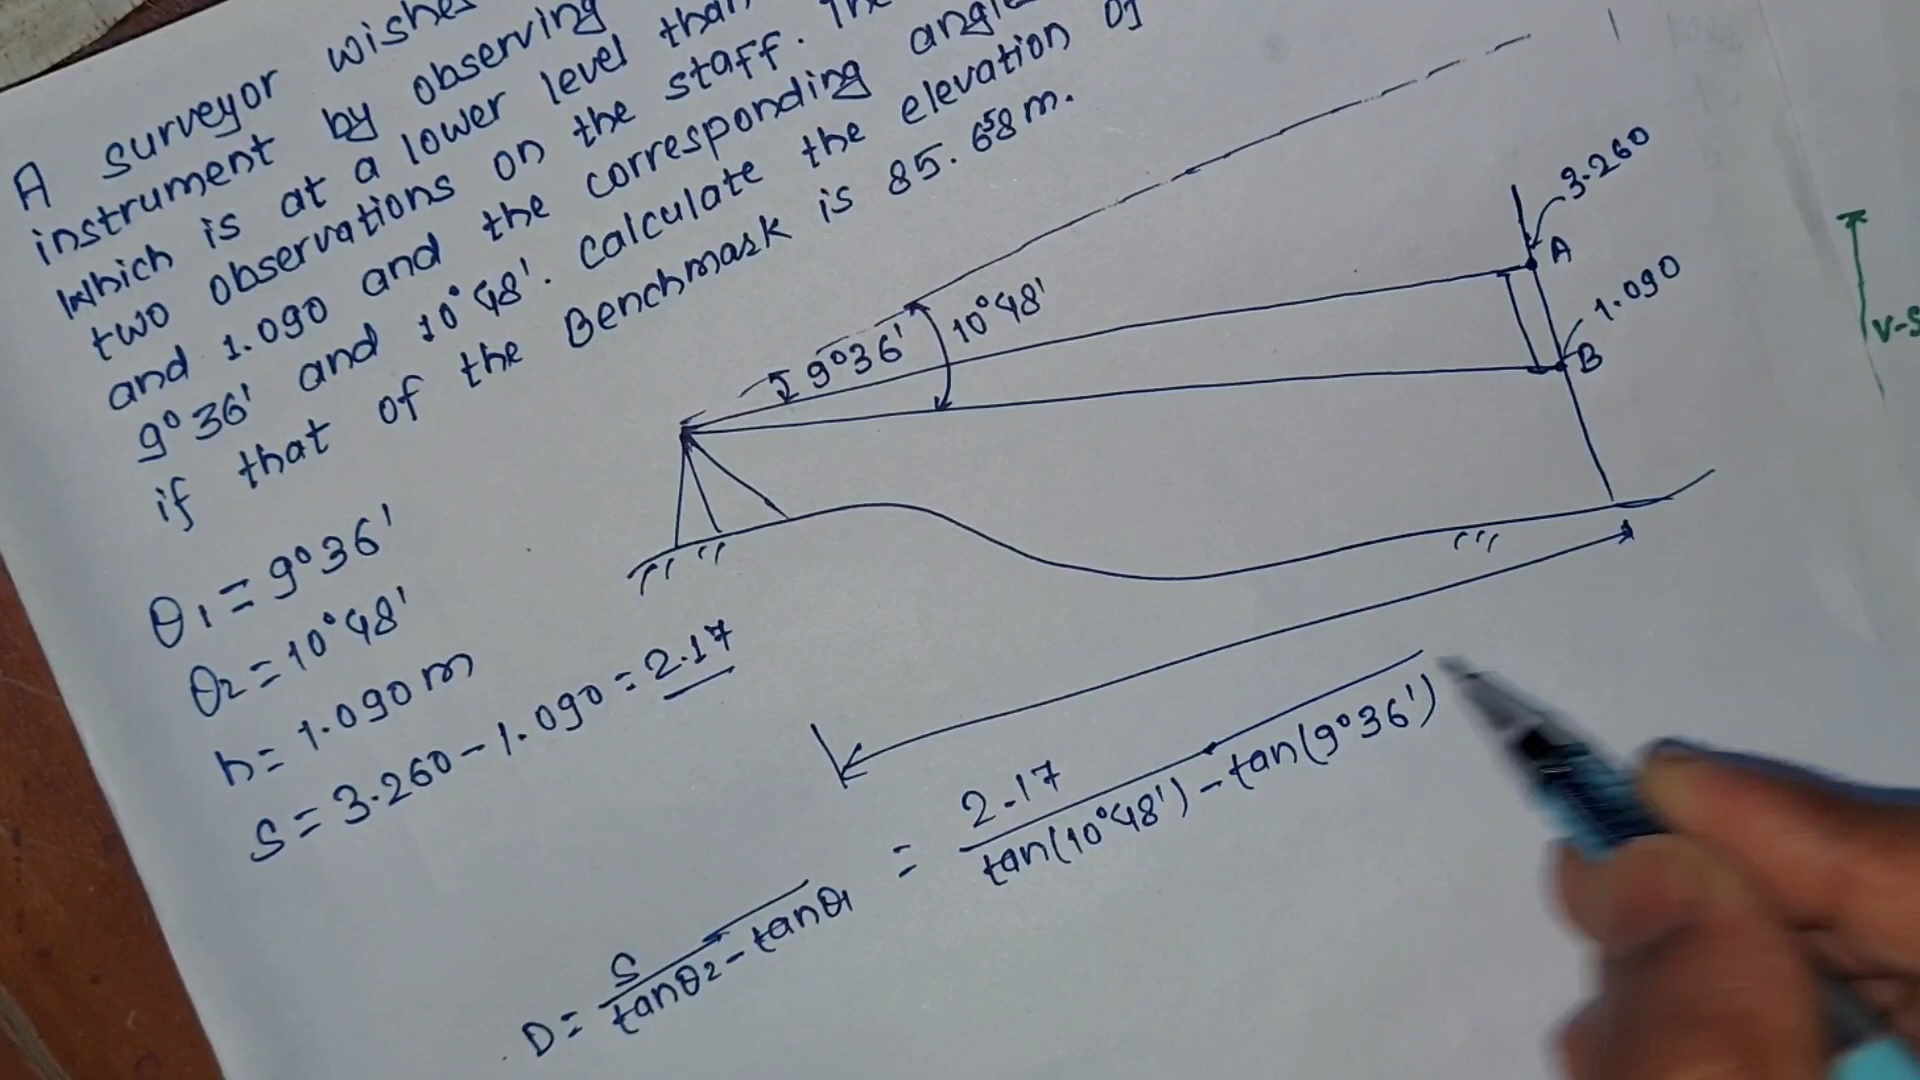 A surveyor wishes
instrument by observing
which is at a lower level than
two observations on the staff. The
and 1.090 and the corresponding angle
9°36' and 10°48'. calculate the elevation of
if that of the Benchmark is 85.658m.
9°36'
10°48'
3.260
A
1.090
B
V-S
θ1 = 9°36'
θ2 = 10°48'
h = 1.090 m
S = 3.260 - 1.090 = 2.17
D = S / tanθ2 - tanθ1 = 2.17 / tan(10°48') - tan(9°36')